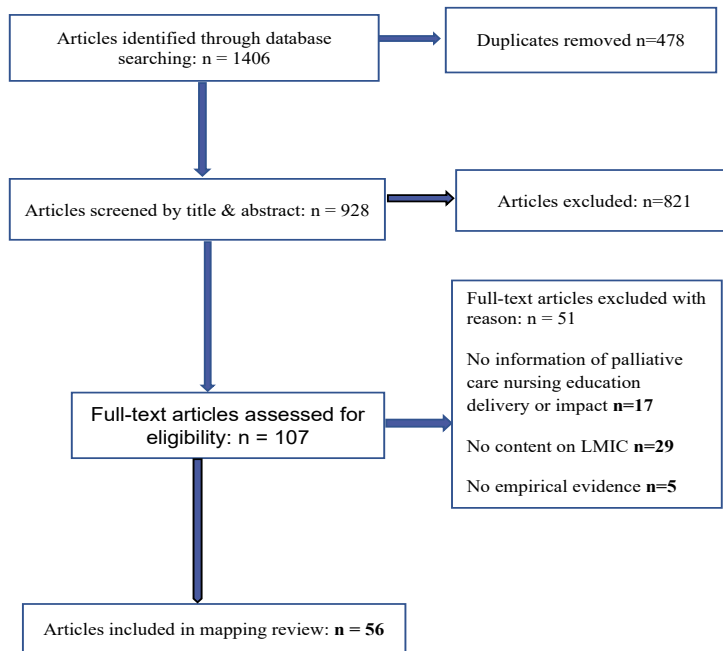 Articles identified through database
searching: n = 1406
Duplicates removed n=478
Articles screened by title & abstract: n = 928
Articles excluded: n=821
Full-text articles assessed for
eligibility: n = 107
Full-text articles excluded with
reason: n = 51
No information of palliative
care nursing education
delivery or impact n=17
No content on LMIC n=29
No empirical evidence n=5
Articles included in mapping review: n = 56